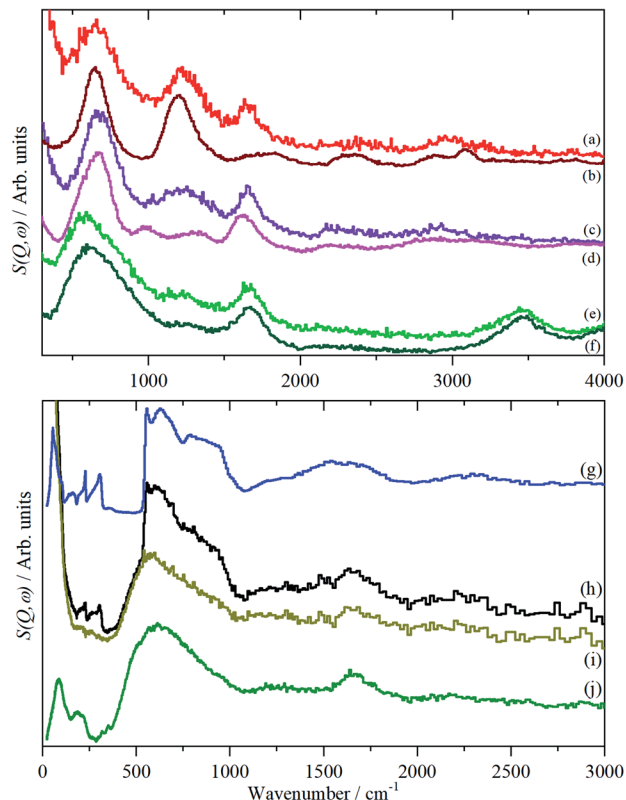 S(Q,ω) / Arb. units
(a)
(b)
(c)
(d)
(e)
(f)
1000 2000 3000 4000
S(Q,ω) / Arb. units
(g)
(h)
(i)
(j)
0 500 1000 1500 2000 2500 3000
Wavenumber / cm⁻¹